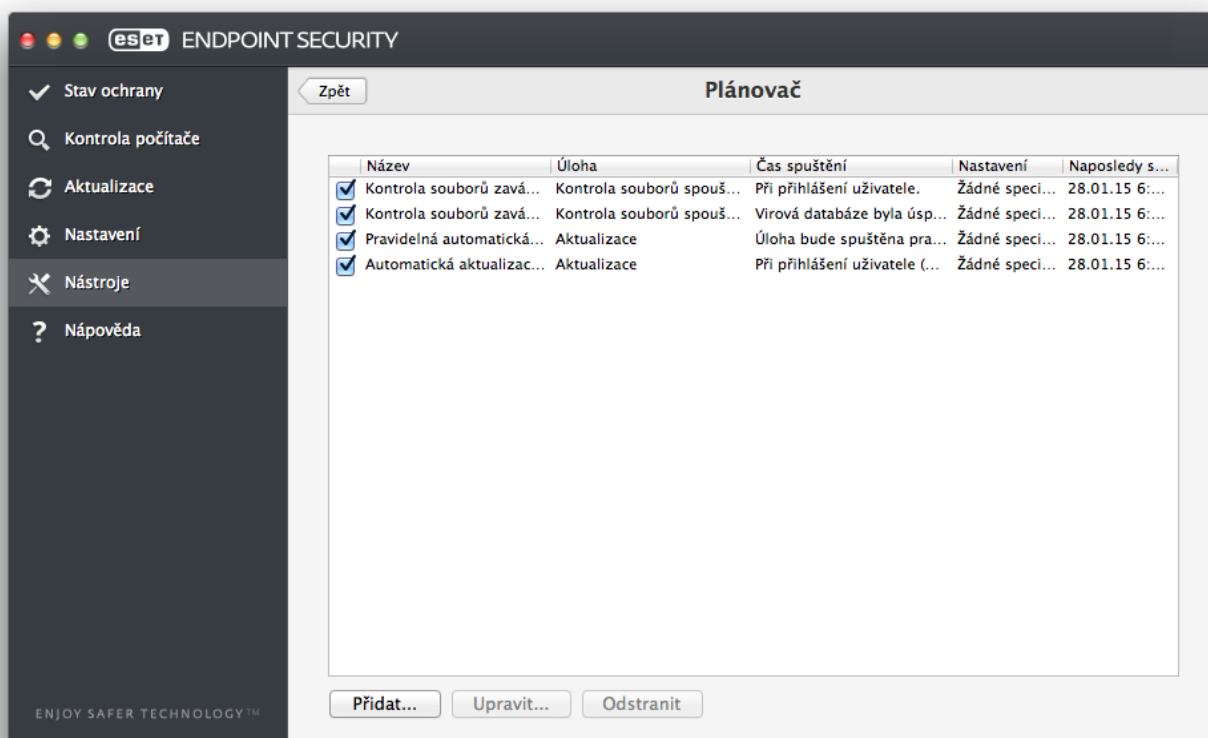 eset ENDPOINT SECURITY
Stav ochrany
Kontrola počítače
Aktualizace
Nastavení
Nástroje
Nápověda
ENJOY SAFER TECHNOLOGY™
Zpět
Plánovač
Název Úloha Čas spuštění Nastavení Naposledy s...
Kontrola souborů zavá... Kontrola souborů spouš... Při přihlášení uživatele. Žádné speci... 28.01.15 6:...
Kontrola souborů zavá... Kontrola souborů spouš... Virová databáze byla úsp... Žádné speci... 28.01.15 6:...
Pravidelná automatická... Aktualizace Úloha bude spuštěna pra... Žádné speci... 28.01.15 6:...
Automatická aktualizac... Aktualizace Při přihlášení uživatele (... Žádné speci... 28.01.15 6:...
Přidat... Upravit... Odstranit